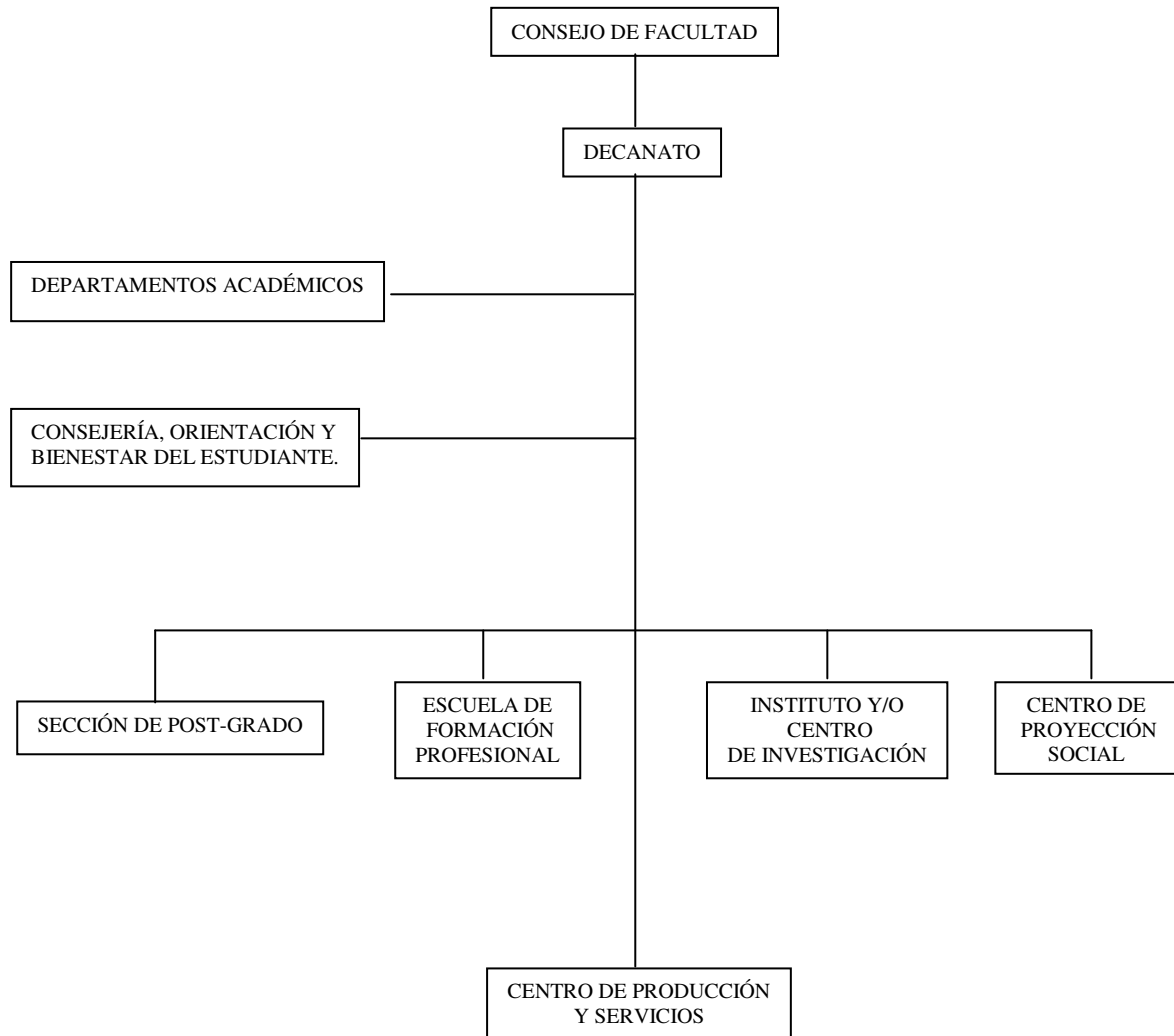 CONSEJO DE FACULTAD
DECANATO
DEPARTAMENTOS ACADÉMICOS
CONSEJERÍA, ORIENTACIÓN Y
BIENESTAR DEL ESTUDIANTE.
SECCIÓN DE POST-GRADO
ESCUELA DE
FORMACIÓN
PROFESIONAL
INSTITUTO Y/O
CENTRO
DE INVESTIGACIÓN
CENTRO DE
PROYECCIÓN
SOCIAL
CENTRO DE PRODUCCIÓN
Y SERVICIOS